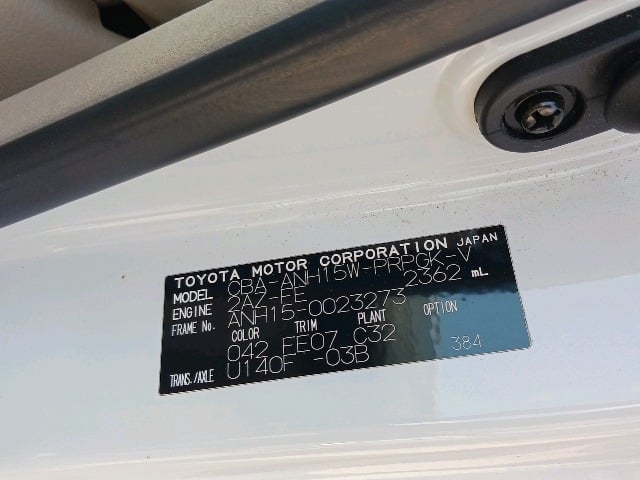 TOYOTA MOTOR CORPORATION JAPAN
MODEL CBA-ANH15W-PRPGK-V
ENGINE 2AZ-FE 2362 mL
FRAME No. ANH15-0023273
COLOR TRIM PLANT OPTION
042 FE07 C32
TRANS./AXLE U140F -03B 384